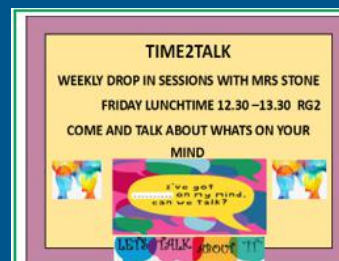 TIME2TALK
WEEKLY DROP IN SESSIONS WITH MRS STONE
FRIDAY LUNCHTIME 12.30 –13.30 RG2
COME AND TALK ABOUT WHATS ON YOUR
MIND
I've got
.......... on my mind,
can we talk?
LETS TALK ABOUT "IT"